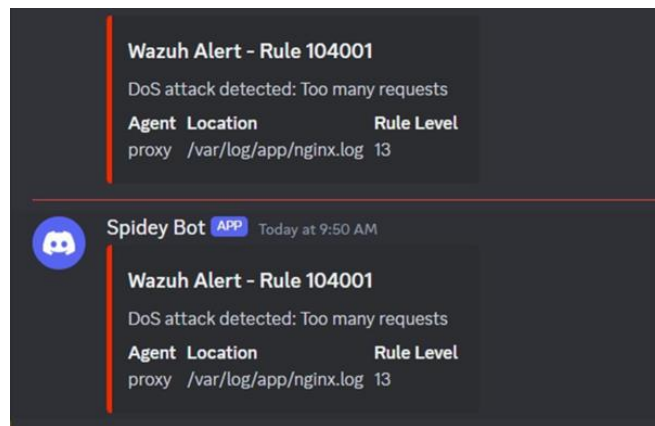 Wazuh Alert - Rule 104001
DoS attack detected: Too many requests
Agent Location Rule Level
proxy /var/log/app/nginx.log 13
Spidey Bot APP Today at 9:50 AM
Wazuh Alert - Rule 104001
DoS attack detected: Too many requests
Agent Location Rule Level
proxy /var/log/app/nginx.log 13